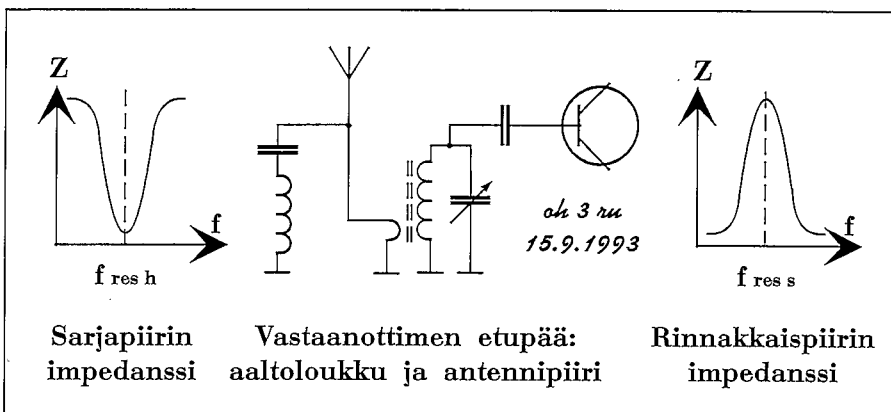 Z
f
f res h
Sarjapiirin
impedanssi
oh 3 ru
15.9.1993
Vastaanottimen etupää:
aaltoloukku ja antennipiiri
Z
f
f res s
Rinnakkaispiirin
impedanssi